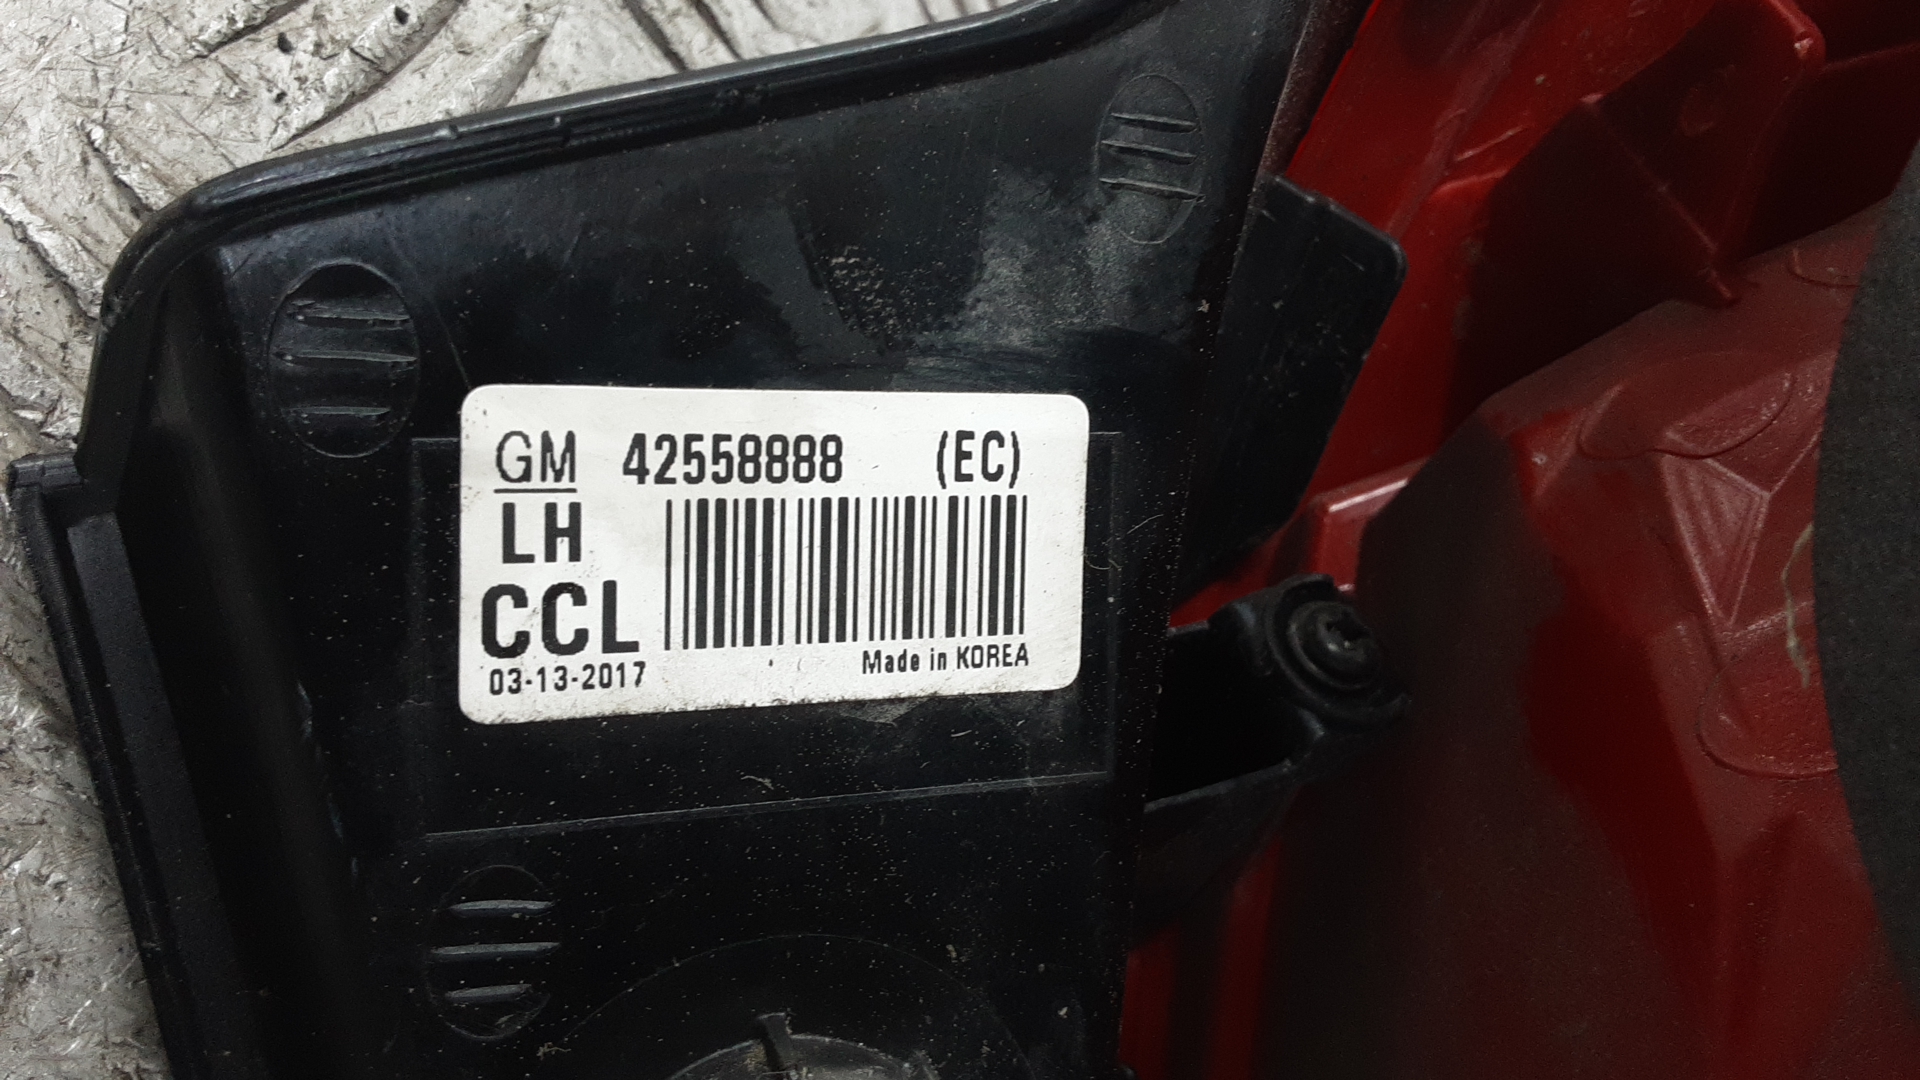 GM 42558888 (EC)
LH
CCL
03-13-2017 Made in KOREA